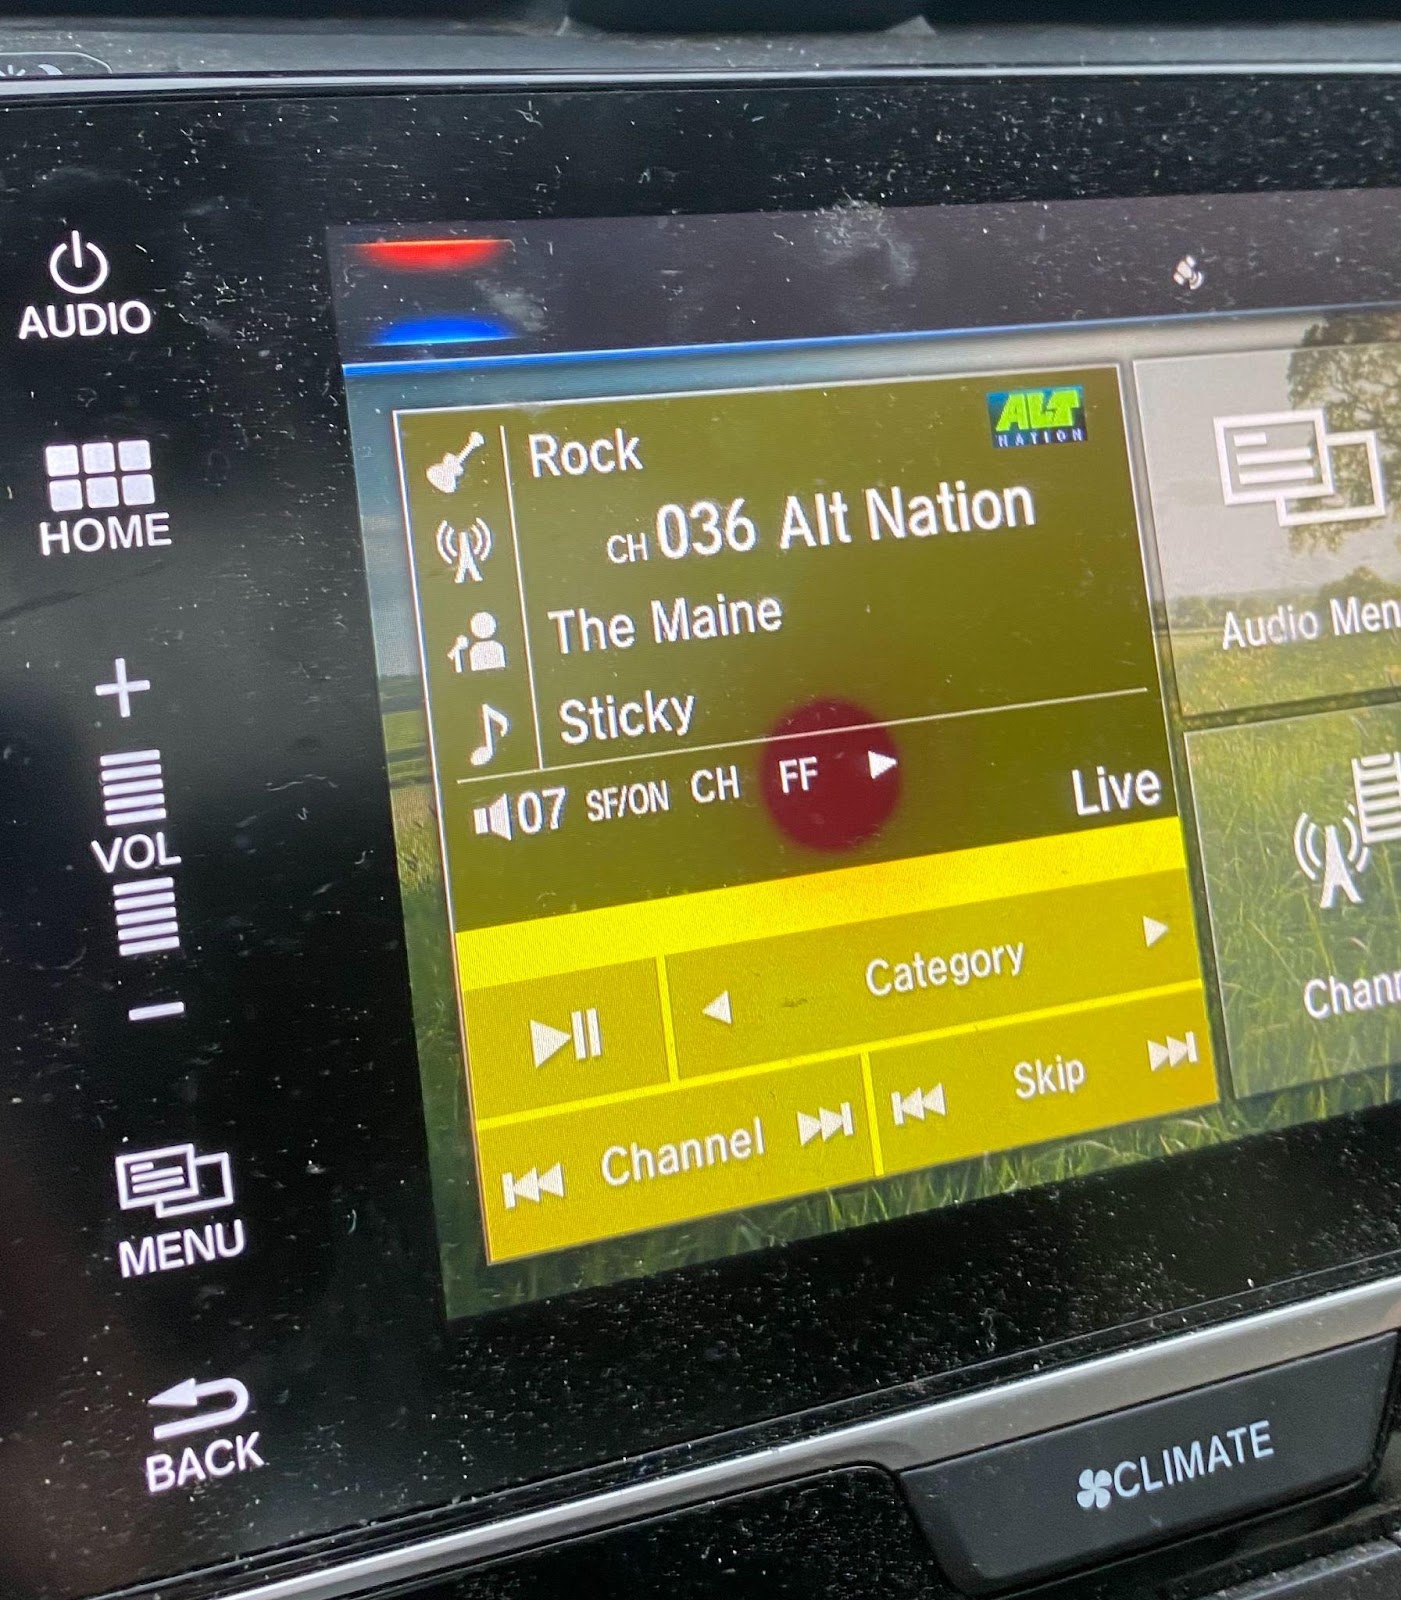 AUDIO
HOME
VOL
MENU
BACK
Rock
ALT
NATION
CH 036 Alt Nation
The Maine
Sticky
07 SF/ON CH FF
Live
Category
Channel
Skip
Audio Men
Chann
CLIMATE